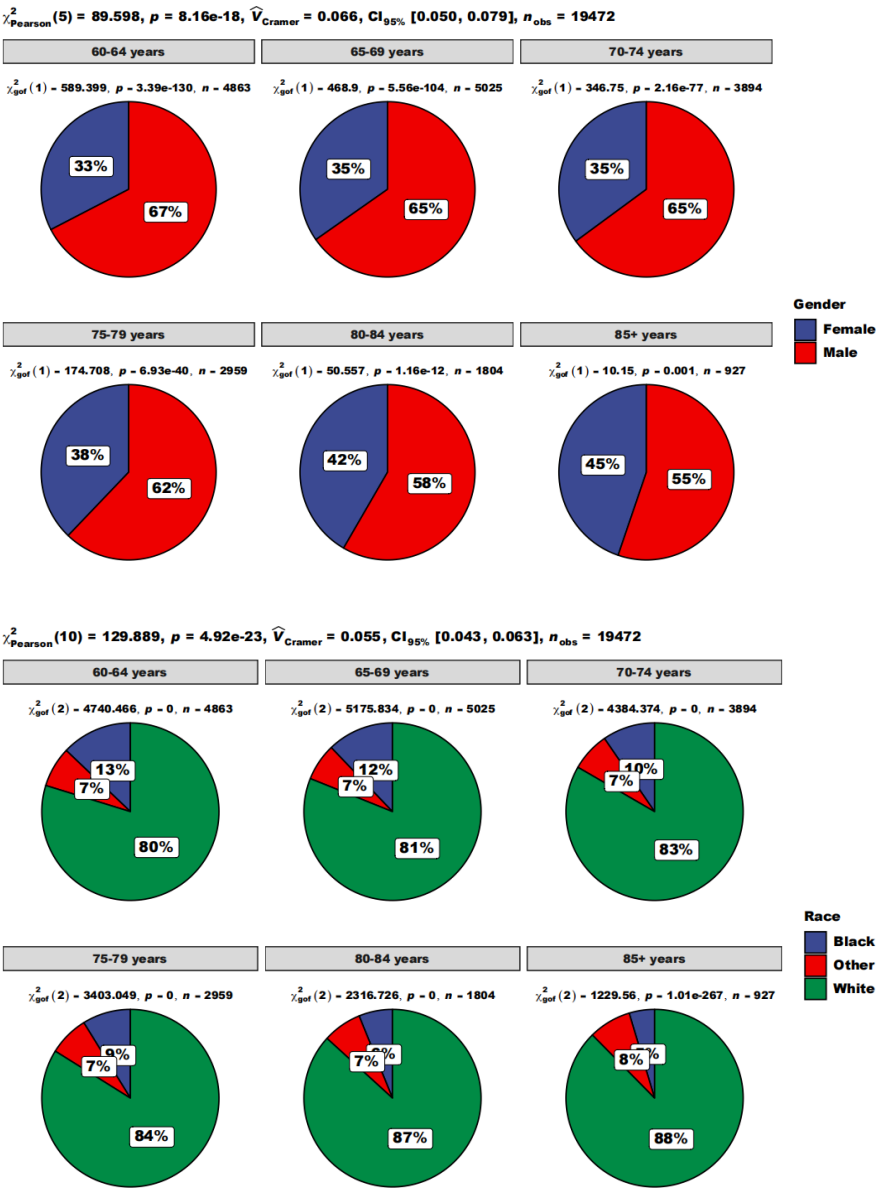 χ²Pearson(5) = 89.598, p = 8.16e-18, V̂Cramer = 0.066, CI95% [0.050, 0.079], nobs = 19472
60-64 years 65-69 years 70-74 years
χ²gof(1) = 589.399, p = 3.39e-130, n = 4863 χ²gof(1) = 468.9, p = 5.56e-104, n = 5025 χ²gof(1) = 346.75, p = 2.16e-77, n = 3894
33% 35% 35%
67% 65% 65%
Gender
Female
Male
75-79 years 80-84 years 85+ years
χ²gof(1) = 174.708, p = 6.93e-40, n = 2959 χ²gof(1) = 50.557, p = 1.16e-12, n = 1804 χ²gof(1) = 10.15, p = 0.001, n = 927
38% 42% 45%
62% 58% 55%
χ²Pearson(10) = 129.889, p = 4.92e-23, V̂Cramer = 0.055, CI95% [0.043, 0.063], nobs = 19472
60-64 years 65-69 years 70-74 years
χ²gof(2) = 4740.466, p = 0, n = 4863 χ²gof(2) = 5175.834, p = 0, n = 5025 χ²gof(2) = 4384.374, p = 0, n = 3894
13% 12% 10%
7% 7% 7%
80% 81% 83%
Race
Black
Other
White
75-79 years 80-84 years 85+ years
χ²gof(2) = 3403.049, p = 0, n = 2959 χ²gof(2) = 2316.726, p = 0, n = 1804 χ²gof(2) = 1229.56, p = 1.01e-267, n = 927
9%
7% 7% 8%
84% 87% 88%